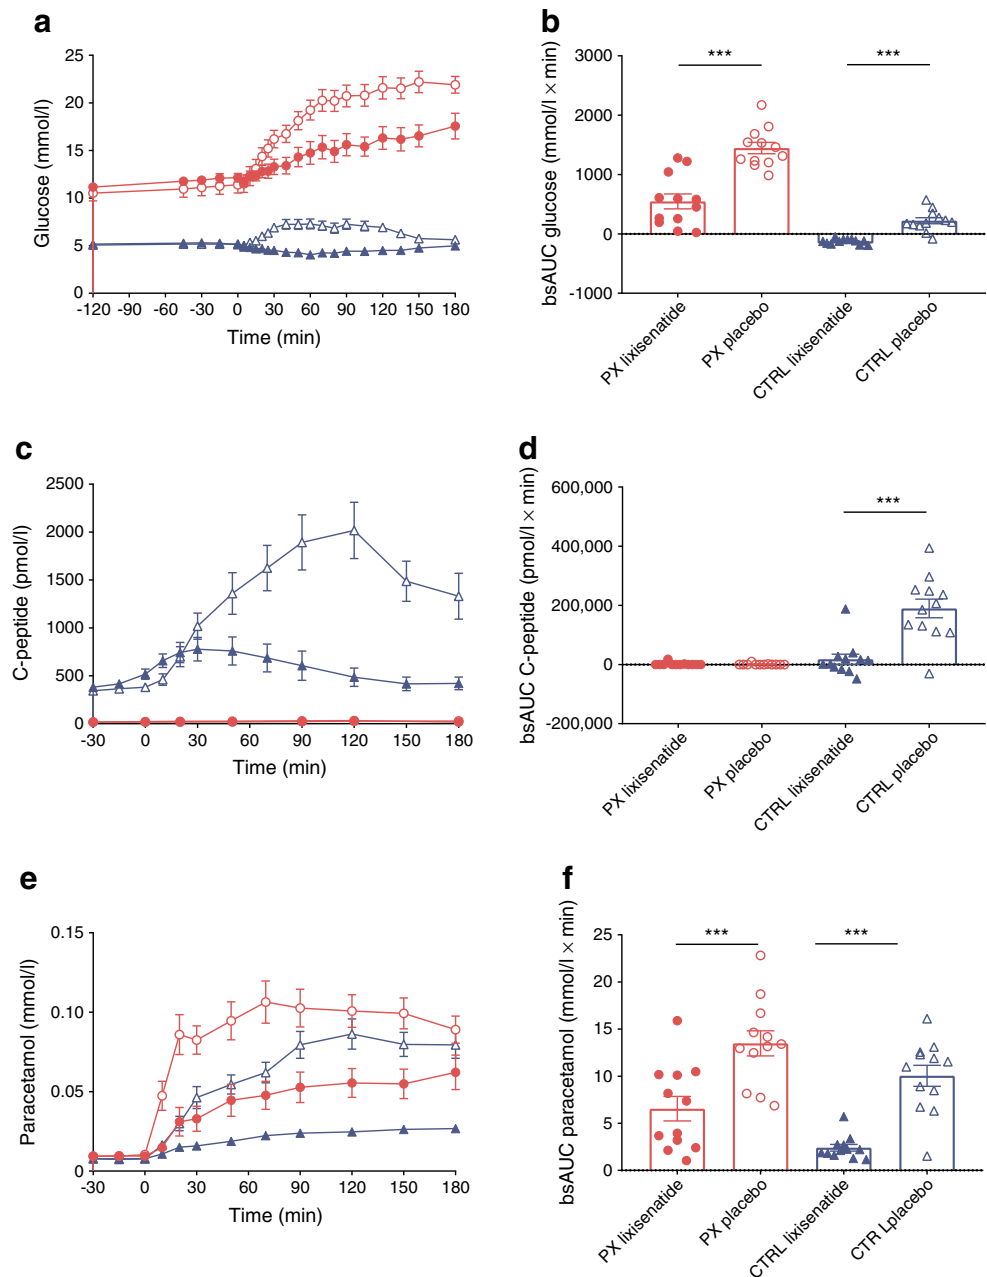 a
Glucose (mmol/l)
25
20
15
10
5
0
-120 -90 -60 -30 0 30 60 90 120 150 180
Time (min)
b
bsAUC glucose (mmol/l × min)
3000
2000
1000
0
-1000
*** ***
PX lixisenatide
PX placebo
CTRL lixisenatide
CTRL placebo
c
C-peptide (pmol/l)
2500
2000
1500
1000
500
0
-30 0 30 60 90 120 150 180
Time (min)
d
bsAUC C-peptide (pmol/l × min)
600,000
400,000
200,000
0
-200,000
***
PX lixisenatide
PX placebo
CTRL lixisenatide
CTRL placebo
e
Paracetamol (mmol/l)
0.15
0.10
0.05
0
-30 0 30 60 90 120 150 180
Time (min)
f
bsAUC paracetamol (mmol/l × min)
25
20
15
10
5
0
*** ***
PX lixisenatide
PX placebo
CTRL lixisenatide
CTR Lplacebo